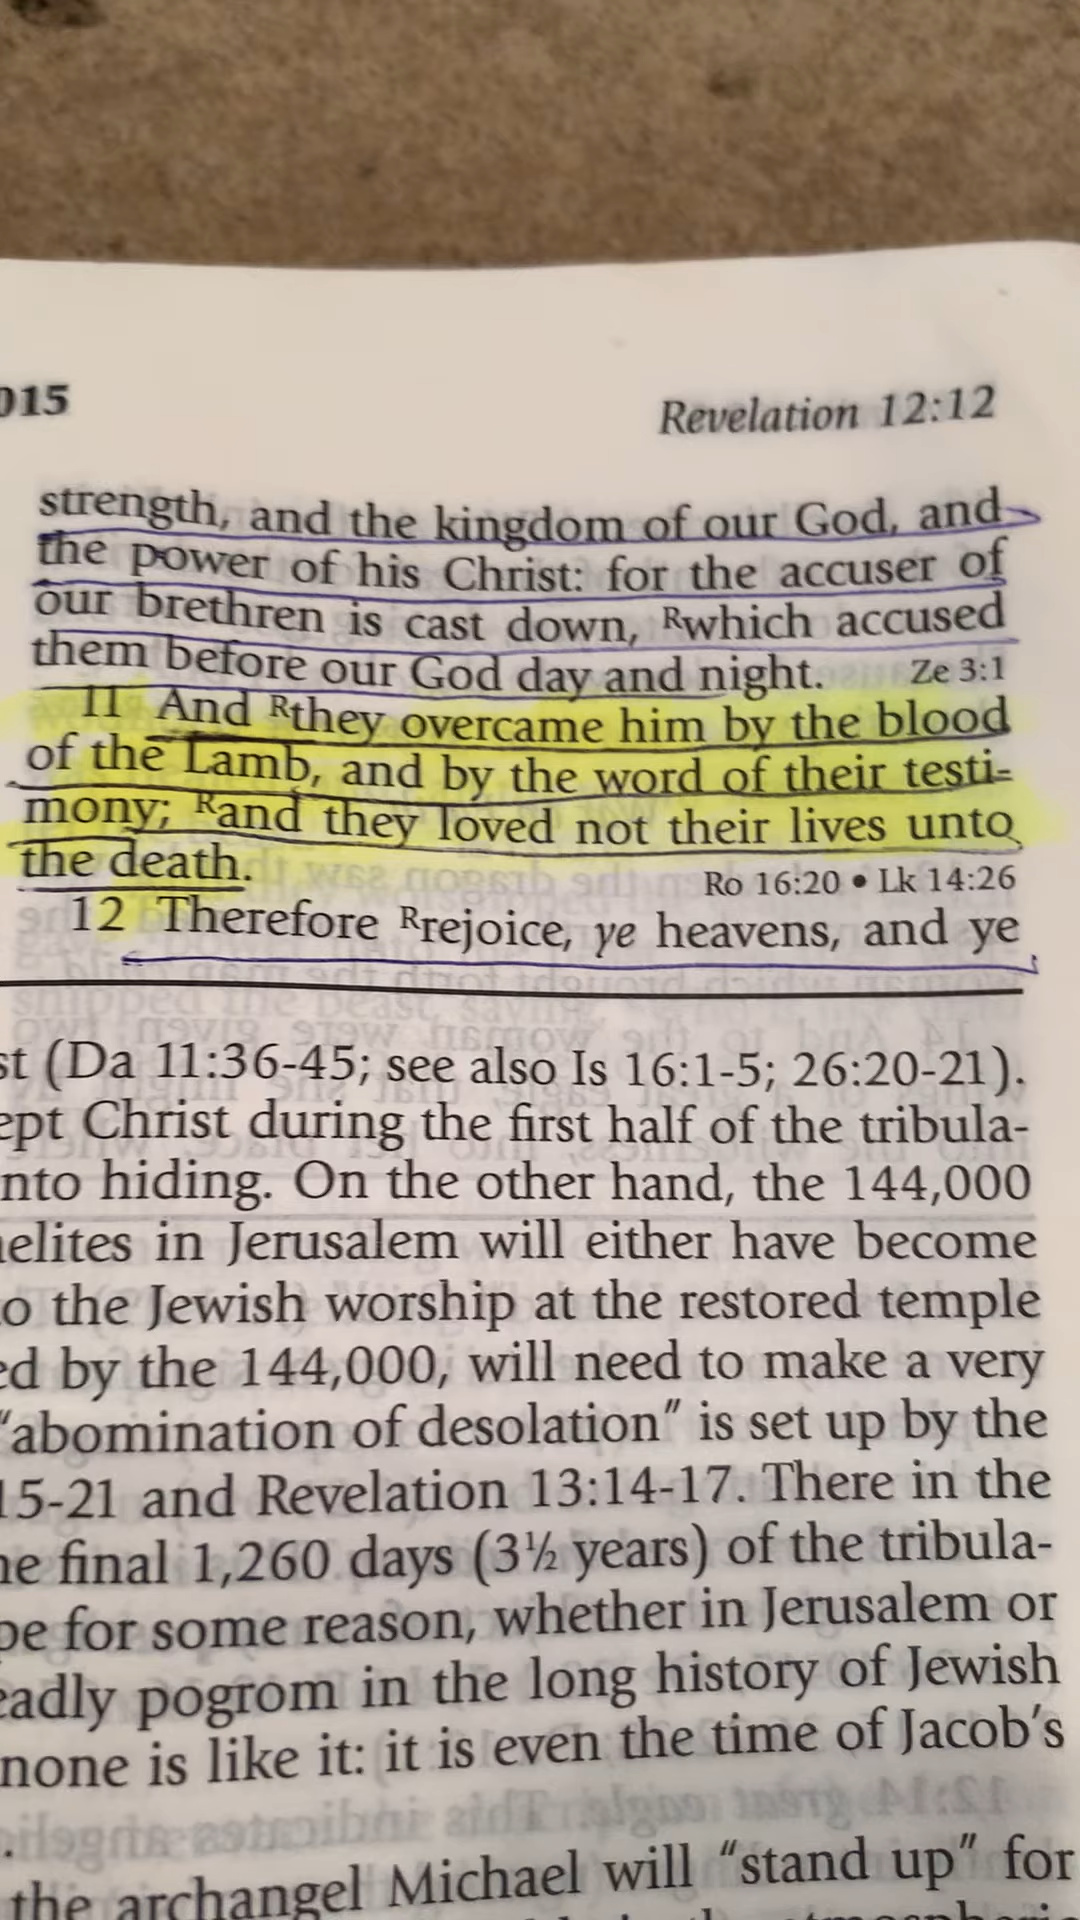 015
Revelation 12:12
strength, and the kingdom of our God, and
the power of his Christ: for the accuser of
our brethren is cast down, Rwhich accused
them before our God day and night. Ze 3:1
11 And Rthey overcame him by the blood
of the Lamb, and by the word of their testi-
mony; Rand they loved not their lives unto
the death.
Ro 16:20 • Lk 14:26
12 Therefore Rrejoice, ye heavens, and ye
st (Da 11:36-45; see also Is 16:1-5; 26:20-21).
ept Christ during the first half of the tribula-
nto hiding. On the other hand, the 144,000
elites in Jerusalem will either have become
o the Jewish worship at the restored temple
ed by the 144,000, will need to make a very
"abomination of desolation" is set up by the
15-21 and Revelation 13:14-17. There in the
he final 1,260 days (3½ years) of the tribula-
pe for some reason, whether in Jerusalem or
eadly pogrom in the long history of Jewish
none is like it: it is even the time of Jacob's
.
the archangel Michael will "stand up" for